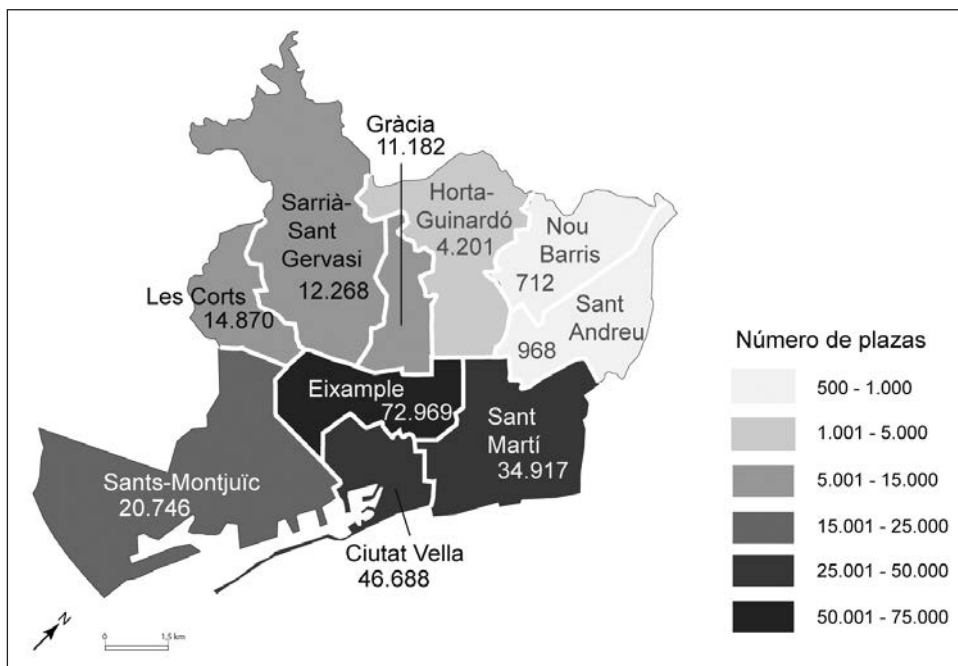 Gràcia
11.182
Horta-
Guinardó
4.201
Sarrià-
Sant
Gervasi
12.268
Nou
Barris
712
Les Corts
14.870
Sant
Andreu
968
Eixample
72.969
Sant
Martí
34.917
Sants-Montjuïc
20.746
Ciutat Vella
46.688
Número de plazas
500 - 1.000
1.001 - 5.000
5.001 - 15.000
15.001 - 25.000
25.001 - 50.000
50.001 - 75.000
N
0 1,5 km